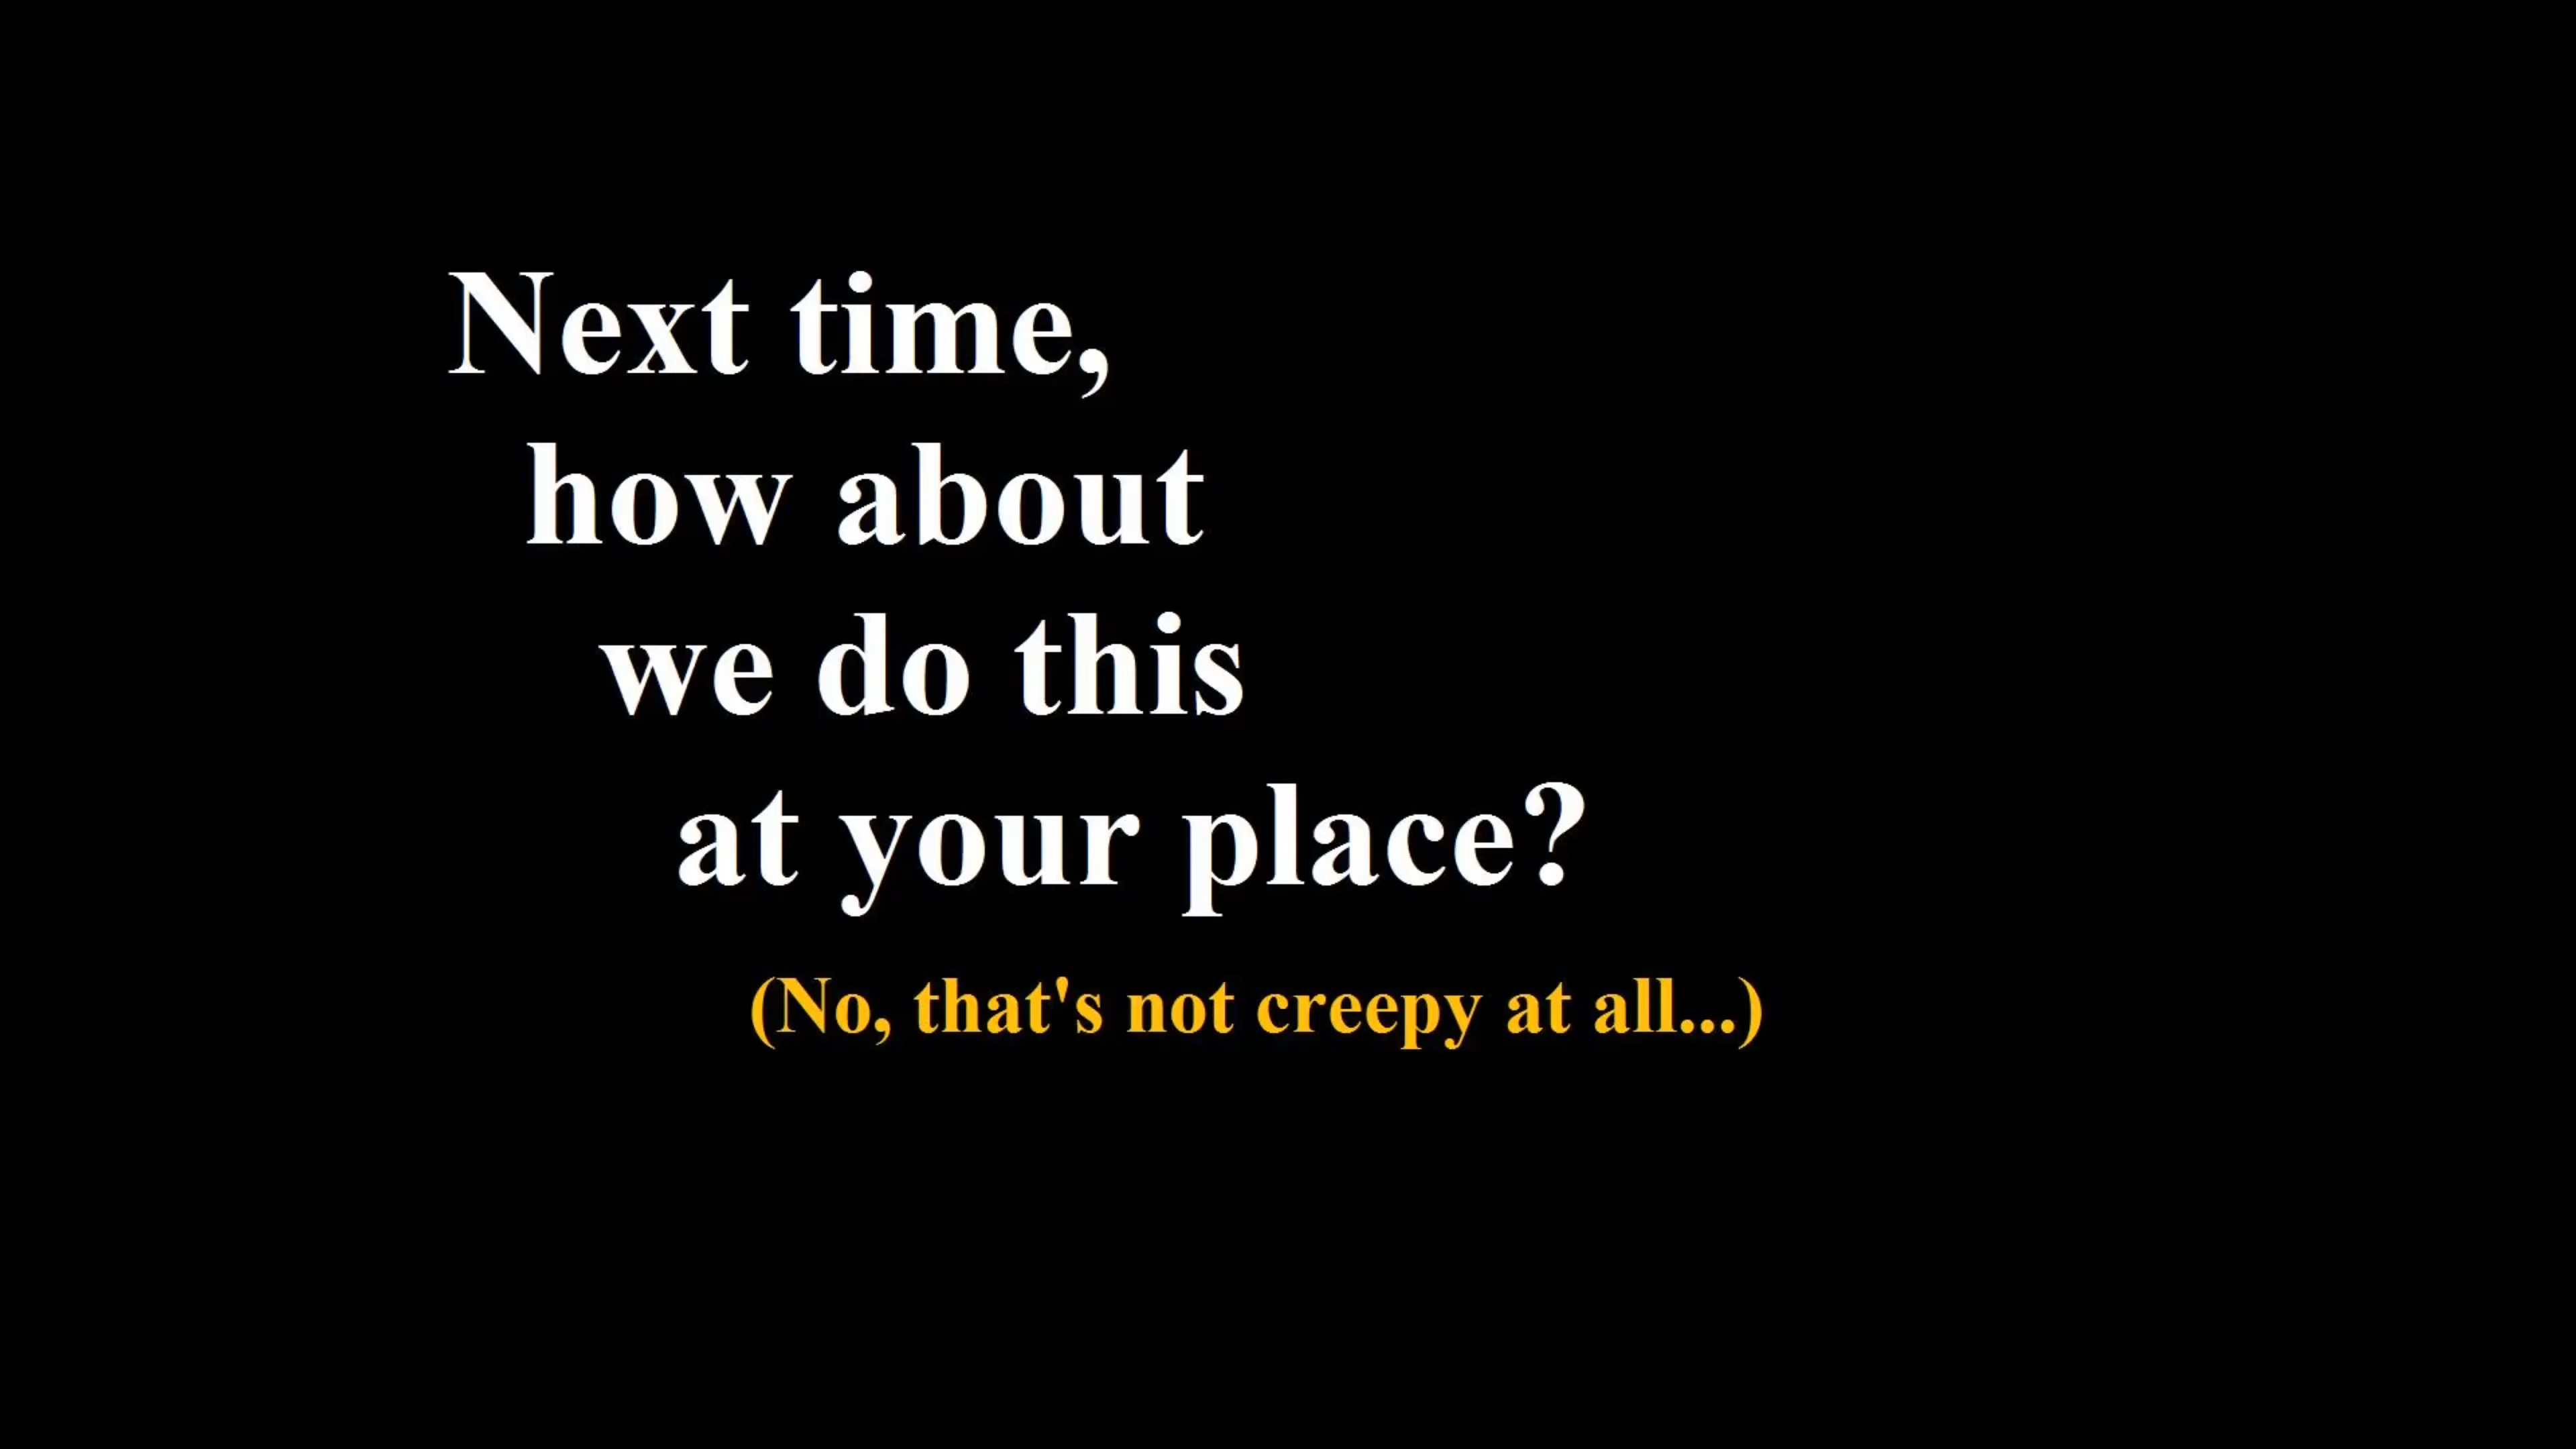 Next time,
how about
we do this
at your place?
(No, that's not creepy at all...)